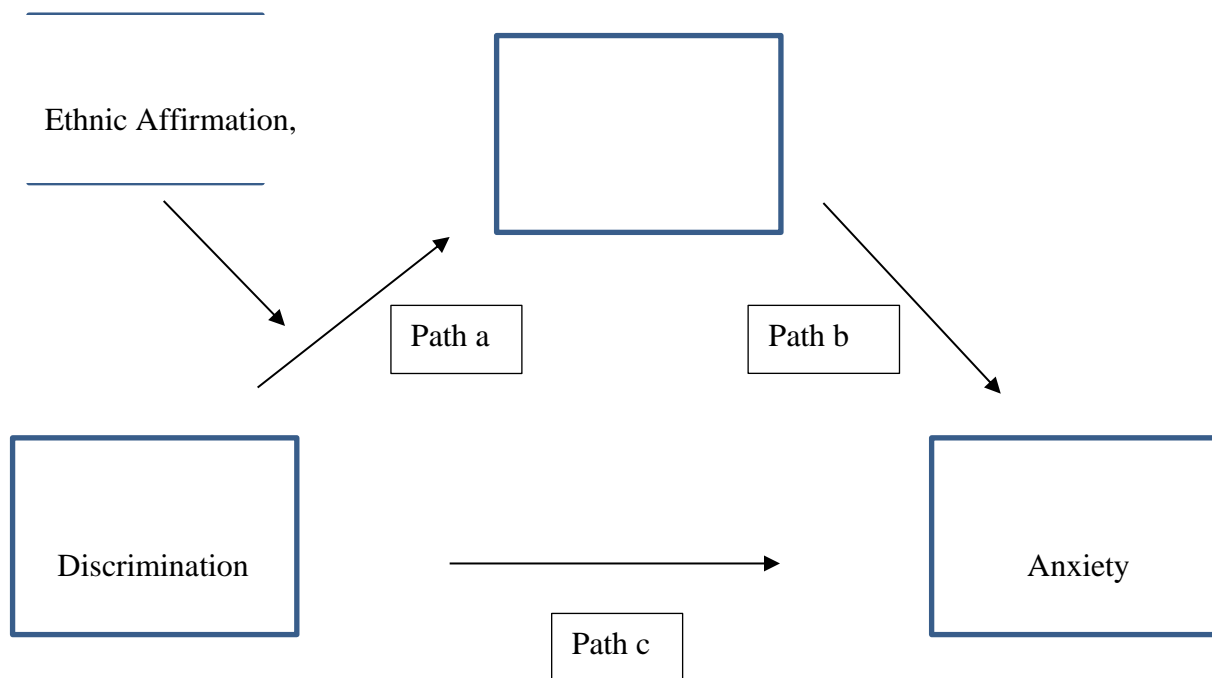 Ethnic Affirmation,
Path a
Path b
Discrimination
Anxiety
Path c